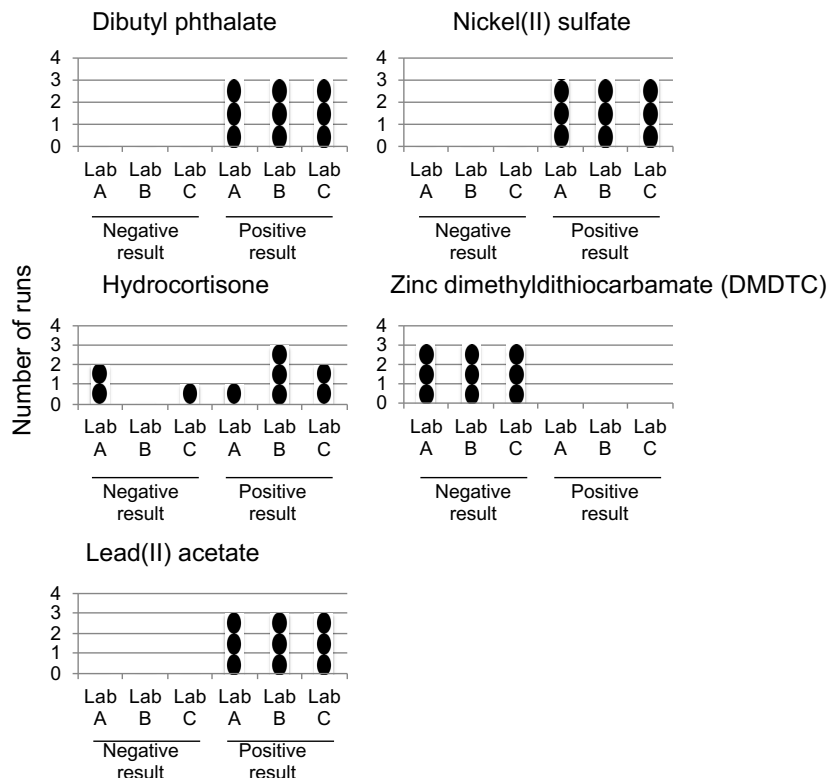 Dibutyl phthalate
4
3
2
1
0
Lab Lab Lab Lab Lab Lab
A B C A B C
Negative Positive
result result
Nickel(II) sulfate
4
3
2
1
0
Lab Lab Lab Lab Lab Lab
A B C A B C
Negative Positive
result result
Number of runs
Hydrocortisone
4
3
2
1
0
Lab Lab Lab Lab Lab Lab
A B C A B C
Negative Positive
result result
Zinc dimethyldithiocarbamate (DMDTC)
4
3
2
1
0
Lab Lab Lab Lab Lab Lab
A B C A B C
Negative Positive
result result
Lead(II) acetate
4
3
2
1
0
Lab Lab Lab Lab Lab Lab
A B C A B C
Negative Positive
result result